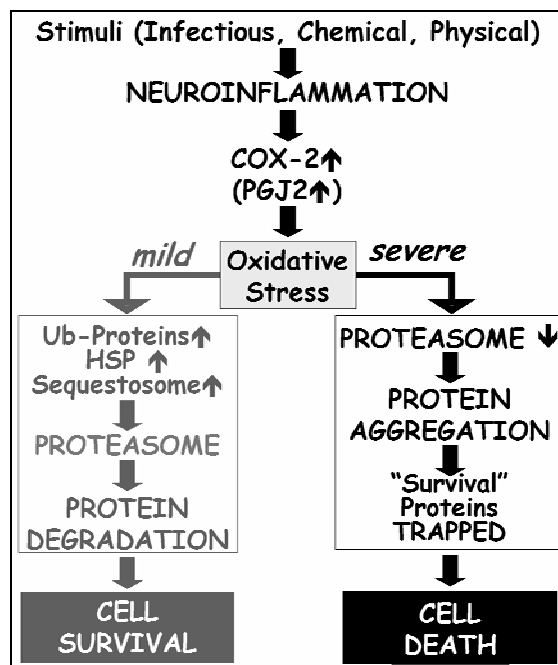 Stimuli (Infectious, Chemical, Physical)
NEUROINFLAMMATION
COX-2↑
(PGJ2↑)
mild
Oxidative
Stress
severe
Ub-Proteins↑
HSP ↑
Sequestosome↑
PROTEASOME
PROTEIN
DEGRADATION
CELL
SURVIVAL
PROTEASOME ↓
PROTEIN
AGGREGATION
“Survival”
Proteins
TRAPPED
CELL
DEATH